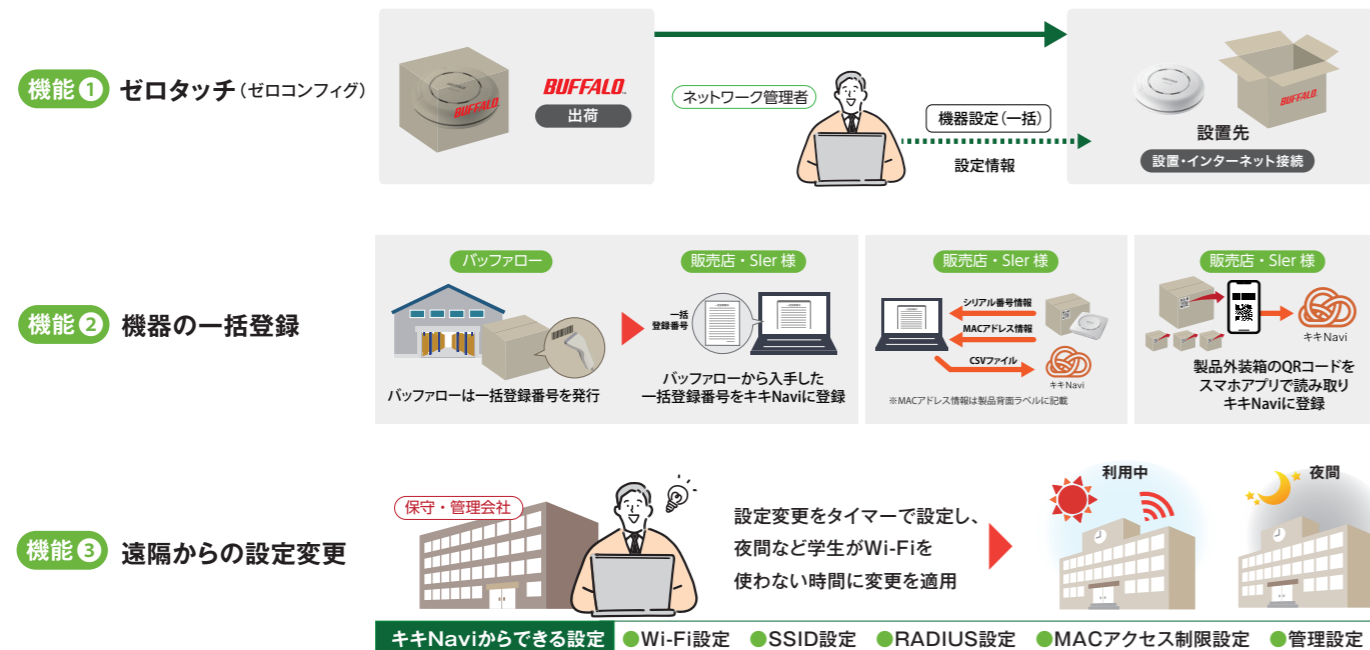 機能❶ ゼロタッチ（ゼロコンフィグ）
BUFFALO
BUFFALO.
出荷
ネットワーク管理者
機器設定（一括）
設定情報
BUFFALO
設置先
設置・インターネット接続
機能❷ 機器の一括登録
バッファロー
バッファローは一括登録番号を発行
販売店・SIer 様
一括
登録番号
バッファローから入手した
一括登録番号をキキNaviに登録
販売店・SIer 様
シリアル番号情報
MACアドレス情報
CSVファイル
キキNavi
※MACアドレス情報は製品背面ラベルに記載
販売店・SIer 様
キキNavi
製品外装箱のQRコードを
スマホアプリで読み取り
キキNaviに登録
機能❸ 遠隔からの設定変更
保守・管理会社
設定変更をタイマーで設定し、
夜間など学生がWi-Fiを
使わない時間に変更を適用
利用中
夜間
キキNaviからできる設定 ●Wi-Fi設定 ●SSID設定 ●RADIUS設定 ●MACアクセス制限設定 ●管理設定